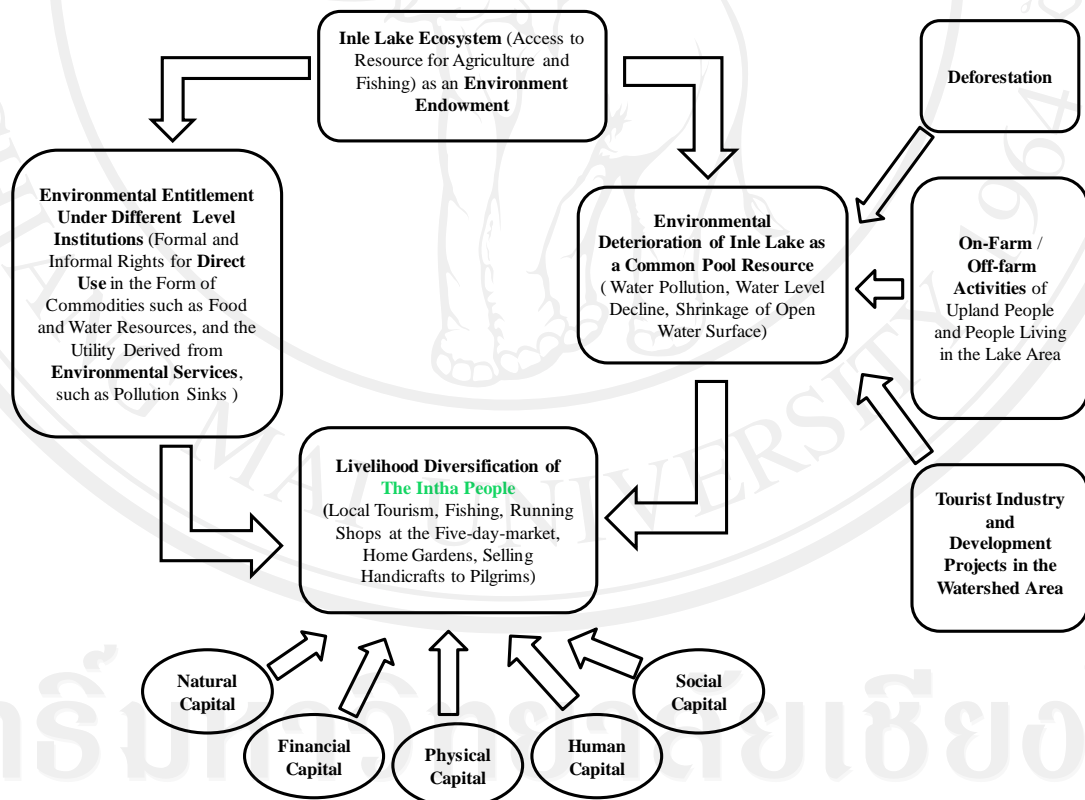 Inle Lake Ecosystem (Access to
Resource for Agriculture and
Fishing) as an Environment
Endowment
Deforestation
Environmental Entitlement
Under Different Level
Institutions (Formal and
Informal Rights for Direct
Use in the Form of
Commodities such as Food
and Water Resources, and the
Utility Derived from
Environmental Services,
such as Pollution Sinks )
Environmental
Deterioration of Inle Lake as
a Common Pool Resource
( Water Pollution, Water Level
Decline, Shrinkage of Open
Water Surface)
On-Farm /
Off-farm
Activities of
Upland People
and People Living
in the Lake Area
Livelihood Diversification of
The Intha People
(Local Tourism, Fishing, Running
Shops at the Five-day-market,
Home Gardens, Selling
Handicrafts to Pilgrims)
Tourist Industry
and
Development
Projects in the
Watershed Area
Natural
Capital
Financial
Capital
Physical
Capital
Human
Capital
Social
Capital
MAI UNIVERSITY 1964